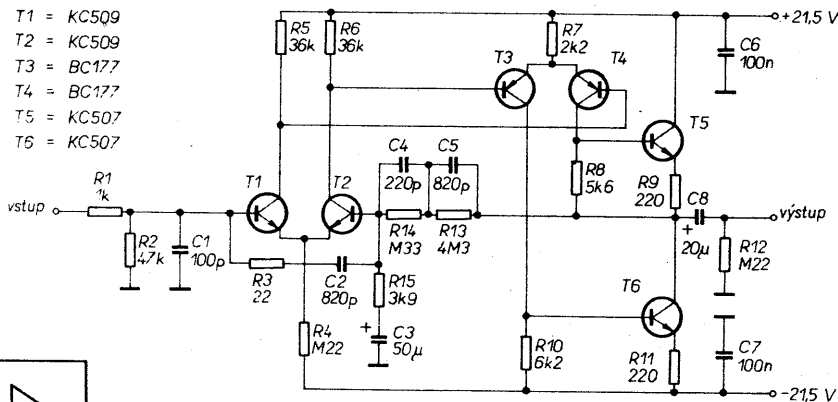 T1 = KC509
T2 = KC509
T3 = BC177
T4 = BC177
T5 = KC507
T6 = KC507
R5
36k
R6
36k
R7
2k2
+21,5 V
C6
100n
T3
T4
T5
C4
220p
C5
820p
R8
5k6
R9
220
C8
R1
1k
vstup
T1
T2
výstup
R14
M33
R13
4M3
+
20µ
R12
M22
R2
47k
C1
100p
R3
22
C2
820p
R15
3k9
T6
R4
M22
+
C3
50µ
R10
6k2
R11
220
C7
100n
-21,5 V